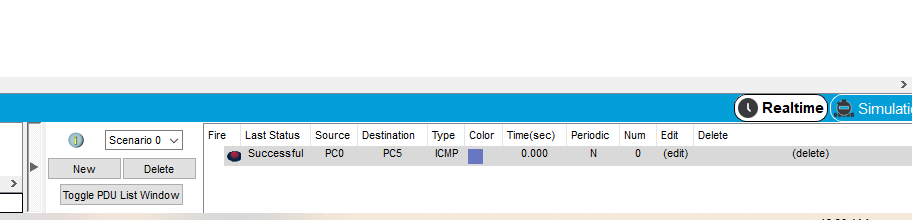 Realtime Simulatio
1 Scenario 0
New Delete
Toggle PDU List Window
Fire Last Status Source Destination Type Color Time(sec) Periodic Num Edit Delete
Successful PC0 PC5 ICMP 0.000 N 0 (edit) (delete)